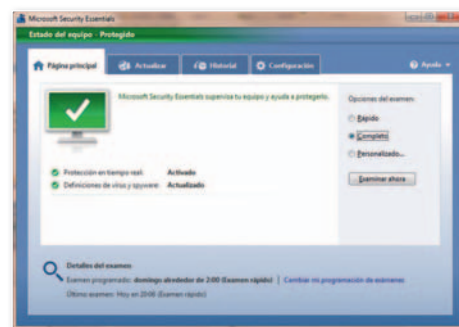 Microsoft Security Essentials
Estado del equipo - Protegido
Página principal
Actualizar
Historial
Configuración
Ayuda
Microsoft Security Essentials supervisa tu equipo y ayuda a protegerlo.
Opciones del examen:
Rápido
Completo
Personalizado...
Examinar ahora
Protección en tiempo real: Activado
Definiciones de virus y spyware: Actualizado
Detalles del examen
Examen programado: domingo alrededor de 2:00 (Examen rápido) | Cambiar mi programación de exámenes
Último examen: Hoy en 20:08 (Examen rápido)